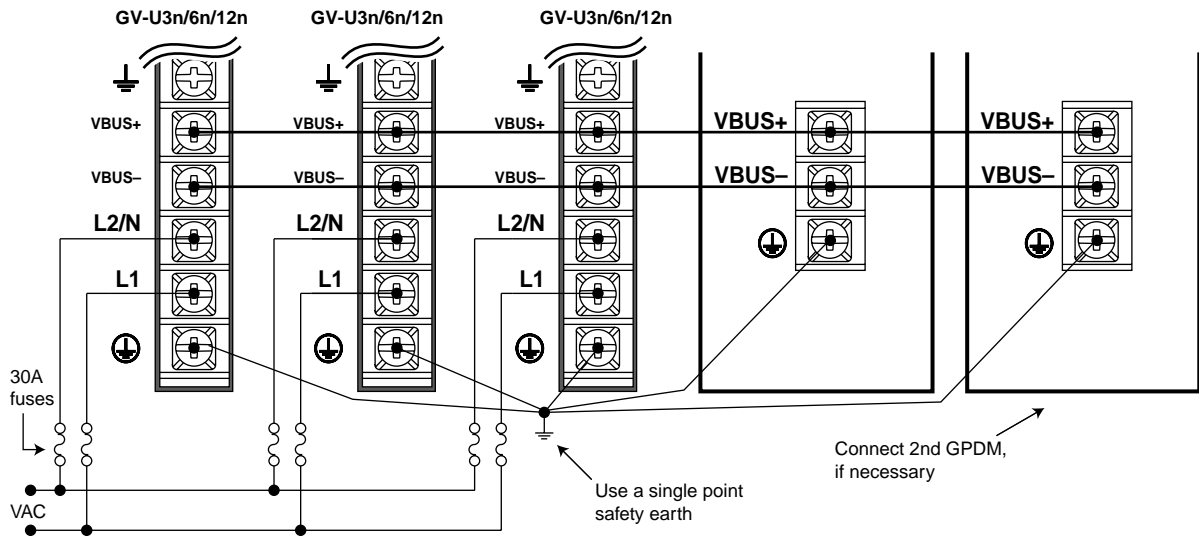 GV-U3n/6n/12n GV-U3n/6n/12n GV-U3n/6n/12n
VBUS+ VBUS+ VBUS+ VBUS+ VBUS+
VBUS– VBUS– VBUS– VBUS– VBUS–
L2/N L2/N L2/N
L1 L1 L1
30A
fuses
VAC
Use a single point
safety earth
Connect 2nd GPDM,
if necessary